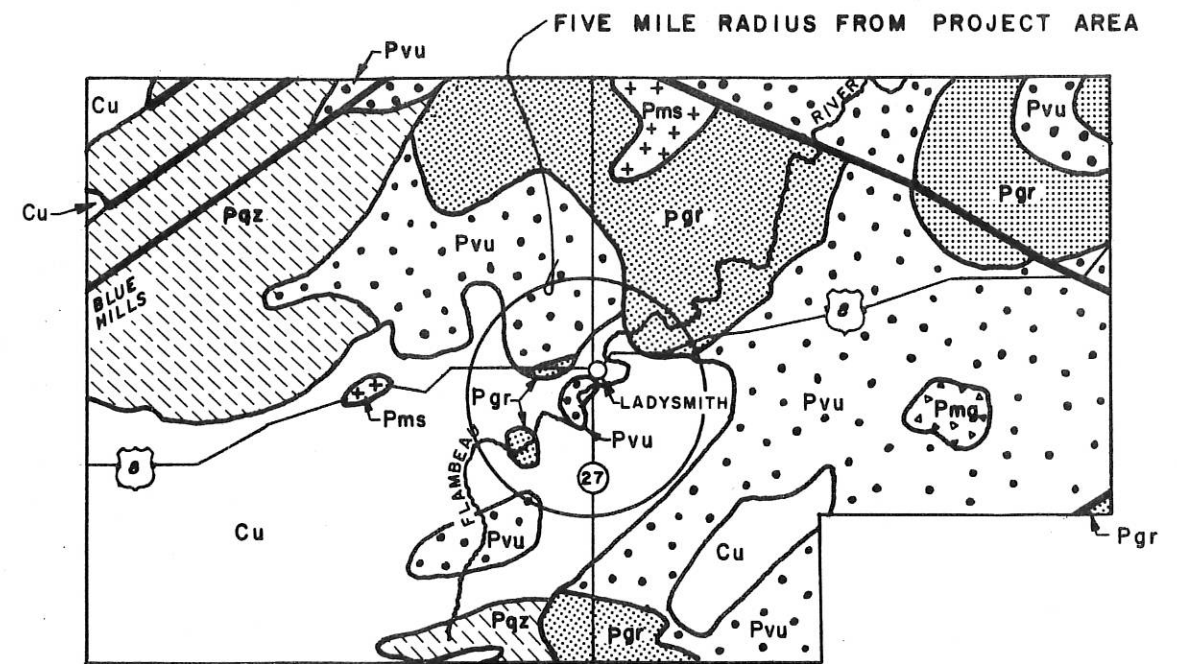 FIVE MILE RADIUS FROM PROJECT AREA
Pvu
Cu
Pms
RIVER
Pvu
Pgr
Cu
Pqz
Pgr
Pvu
BLUE
HILLS
8
Pgr
LADYSMITH
Pvu
Pmg
Pms
Pvu
8
27
FLAMBEAU
Cu
Pvu
Cu
Pgr
Pqz
Pgr
Pvu